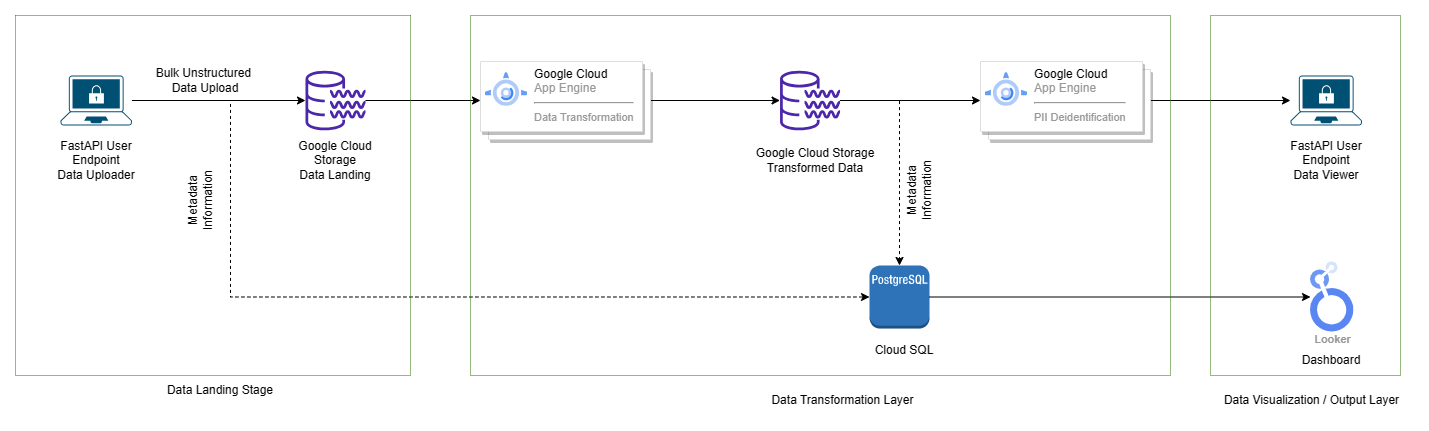 Bulk Unstructured
Data Upload
FastAPI User
Endpoint
Data Uploader
Google Cloud
Storage
Data Landing
Metadata
Information
Data Landing Stage
Google Cloud
App Engine
Data Transformation
Google Cloud Storage
Transformed Data
Google Cloud
App Engine
PII Deidentification
Metadata
Information
PostgreSQL
Cloud SQL
Data Transformation Layer
FastAPI User
Endpoint
Data Viewer
Looker
Dashboard
Data Visualization / Output Layer